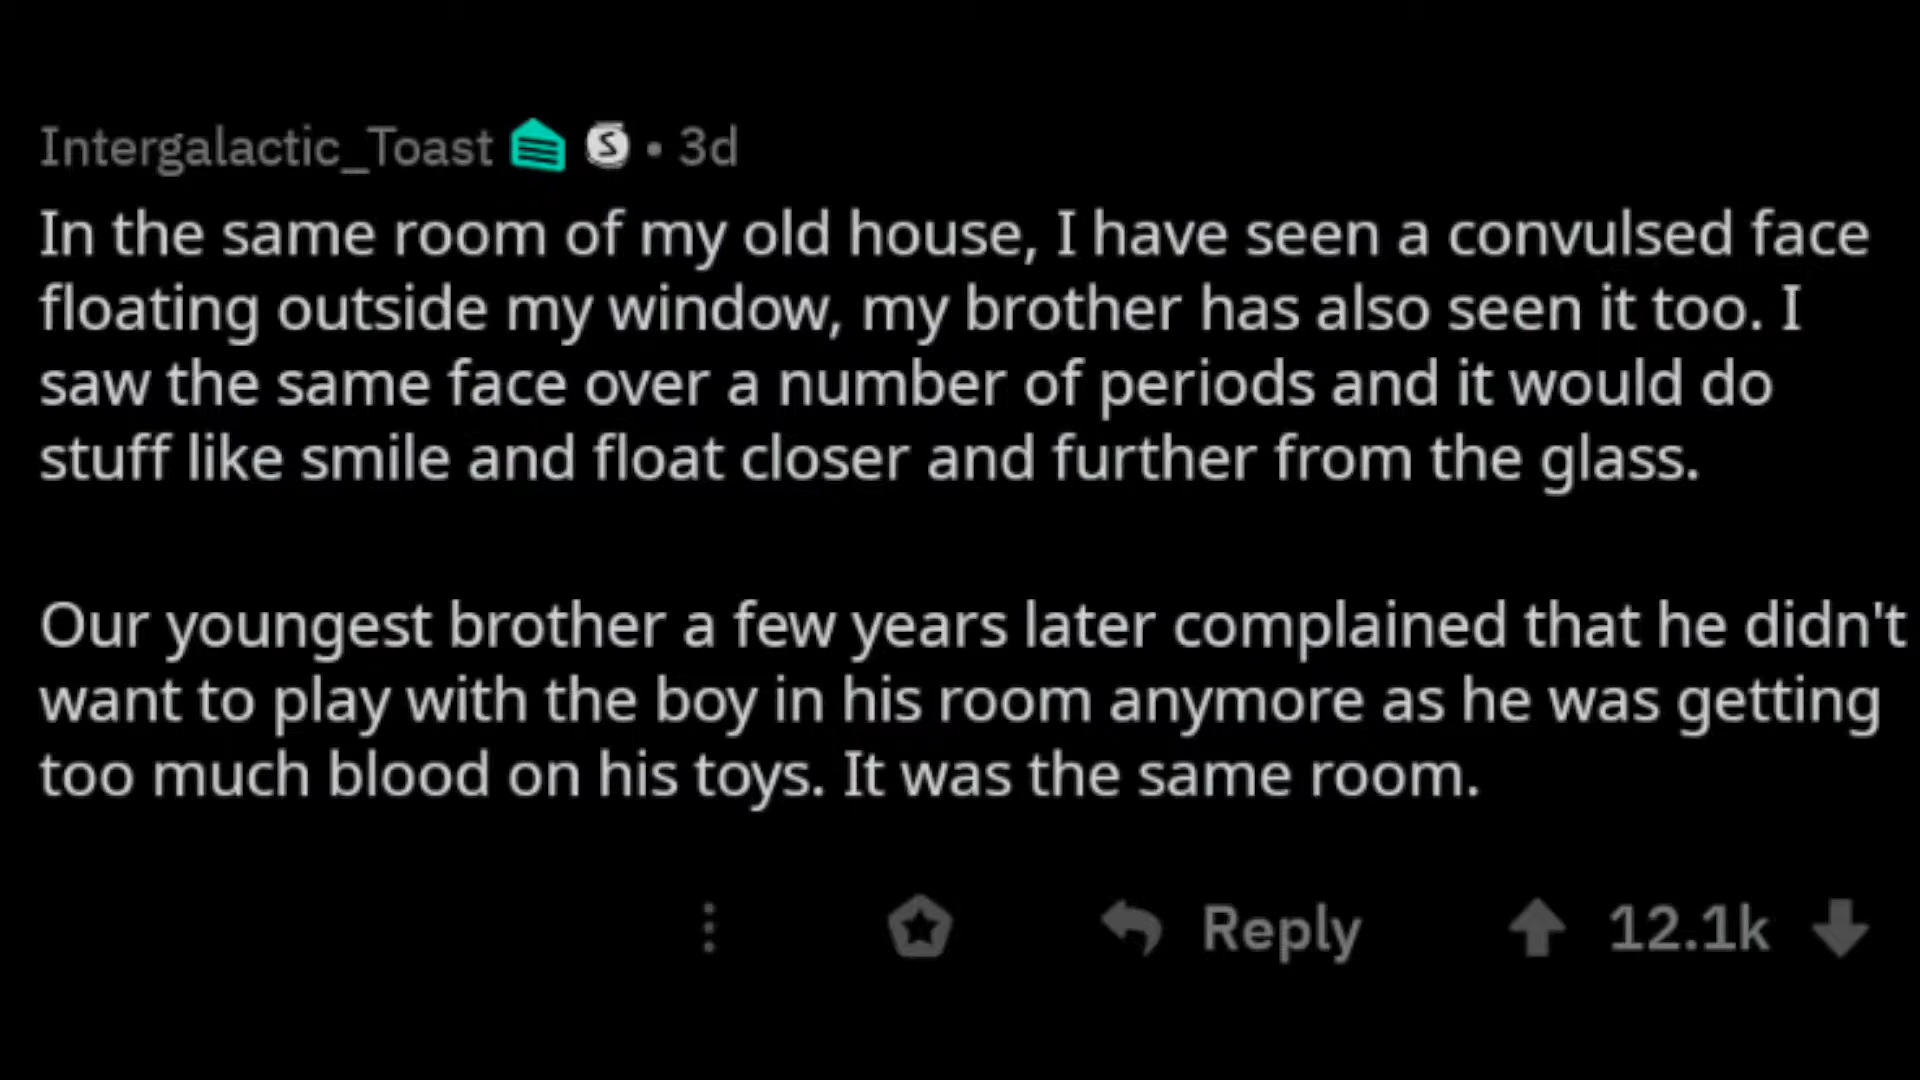 Intergalactic_Toast S • 3d
In the same room of my old house, I have seen a convulsed face
floating outside my window, my brother has also seen it too. I
saw the same face over a number of periods and it would do
stuff like smile and float closer and further from the glass.
Our youngest brother a few years later complained that he didn't
want to play with the boy in his room anymore as he was getting
too much blood on his toys. It was the same room.
Reply 12.1k